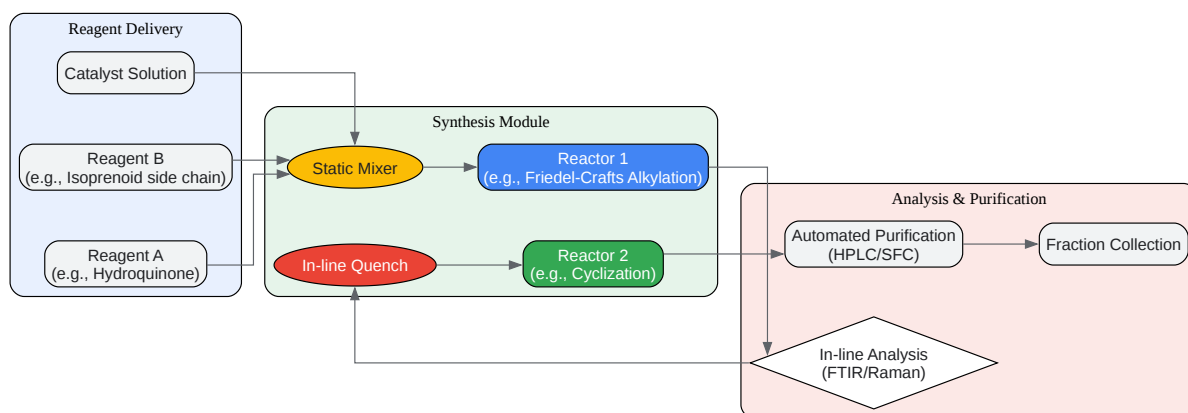 Reagent Delivery
Catalyst Solution
Reagent B
(e.g., Isoprenoid side chain)
Reagent A
(e.g., Hydroquinone)
Synthesis Module
Static Mixer
Reactor 1
(e.g., Friedel-Crafts Alkylation)
In-line Quench
Reactor 2
(e.g., Cyclization)
Analysis & Purification
Automated Purification
(HPLC/SFC)
Fraction Collection
In-line Analysis
(FTIR/Raman)